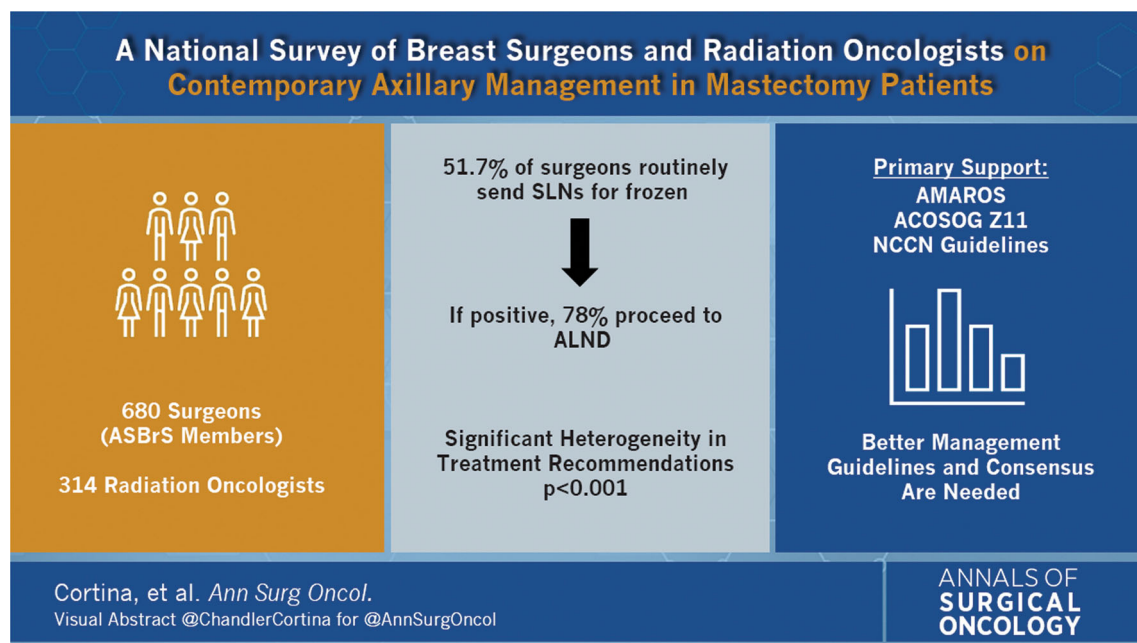 A National Survey of Breast Surgeons and Radiation Oncologists on
Contemporary Axillary Management in Mastectomy Patients
680 Surgeons
(ASBrS Members)
314 Radiation Oncologists
51.7% of surgeons routinely
send SLNs for frozen
If positive, 78% proceed to
ALND
Significant Heterogeneity in
Treatment Recommendations
p<0.001
Primary Support:
AMAROS
ACOSOG Z11
NCCN Guidelines
Better Management
Guidelines and Consensus
Are Needed
Cortina, et al. Ann Surg Oncol.
Visual Abstract @ChandlerCortina for @AnnSurgOncol
ANNALS OF
SURGICAL
ONCOLOGY